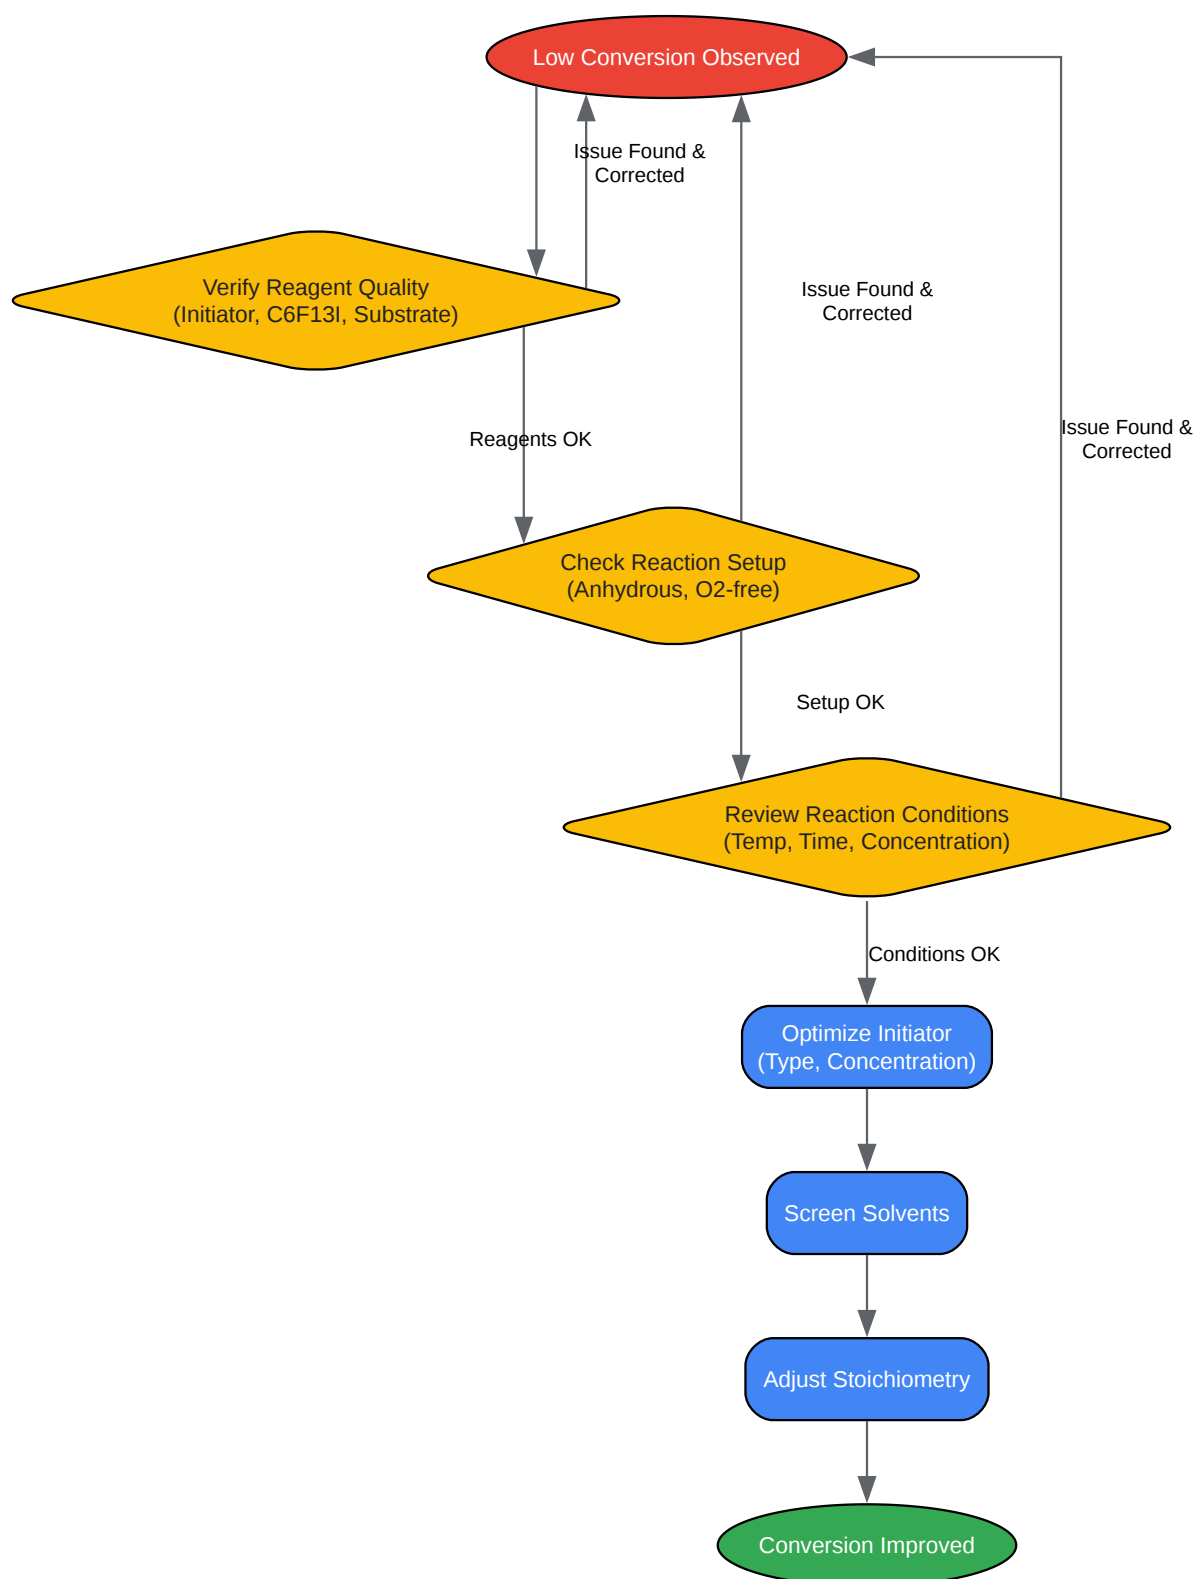 Low Conversion Observed
Issue Found &
Corrected
Verify Reagent Quality
(Initiator, C6F13I, Substrate)
Issue Found &
Corrected
Issue Found &
Corrected
Reagents OK
Check Reaction Setup
(Anhydrous, O2-free)
Setup OK
Review Reaction Conditions
(Temp, Time, Concentration)
Conditions OK
Optimize Initiator
(Type, Concentration)
Screen Solvents
Adjust Stoichiometry
Conversion Improved